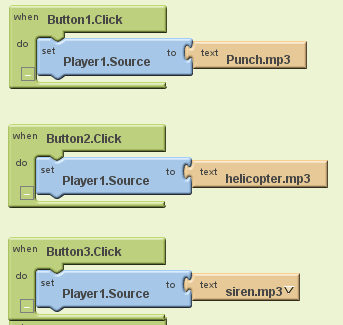 when Button1.Click
do set Player1.Source to text Punch.mp3
when Button2.Click
do set Player1.Source to text helicopter.mp3
when Button3.Click
do set Player1.Source to text siren.mp3